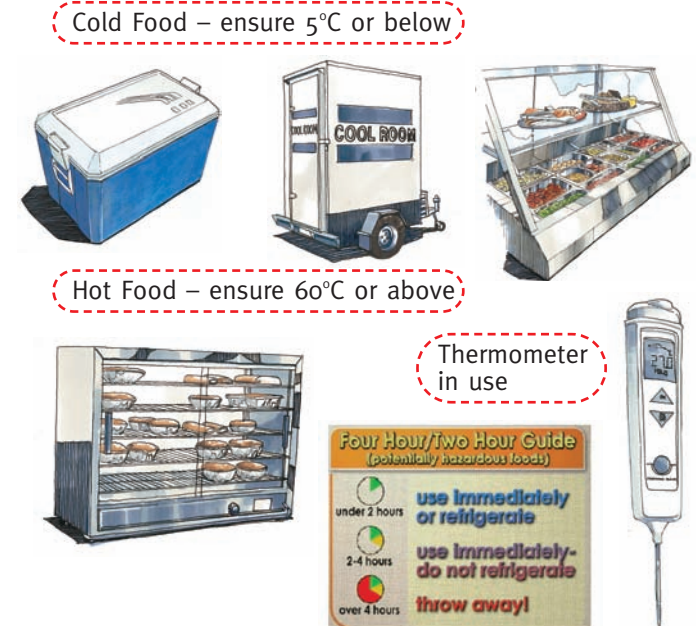 Cold Food – ensure 5°C or below
COOL ROOM
COOL ROOM
Hot Food – ensure 60°C or above
Thermometer
in use
Four Hour/Two Hour Guide
(potentially hazardous foods)
under 2 hours
use immediately
or refrigerate
2-4 hours
use immediately-
do not refrigerate
over 4 hours
throw away!